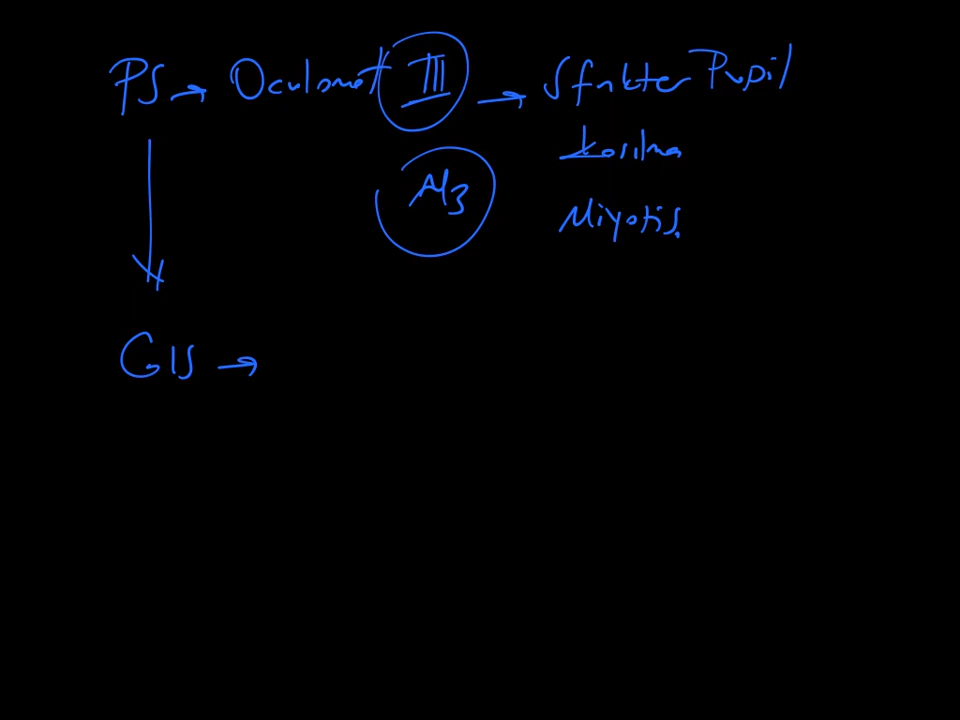 PS → Oculomot III → Sfinkter Pupil
M3
kasılma
Miyotis.
GIS →